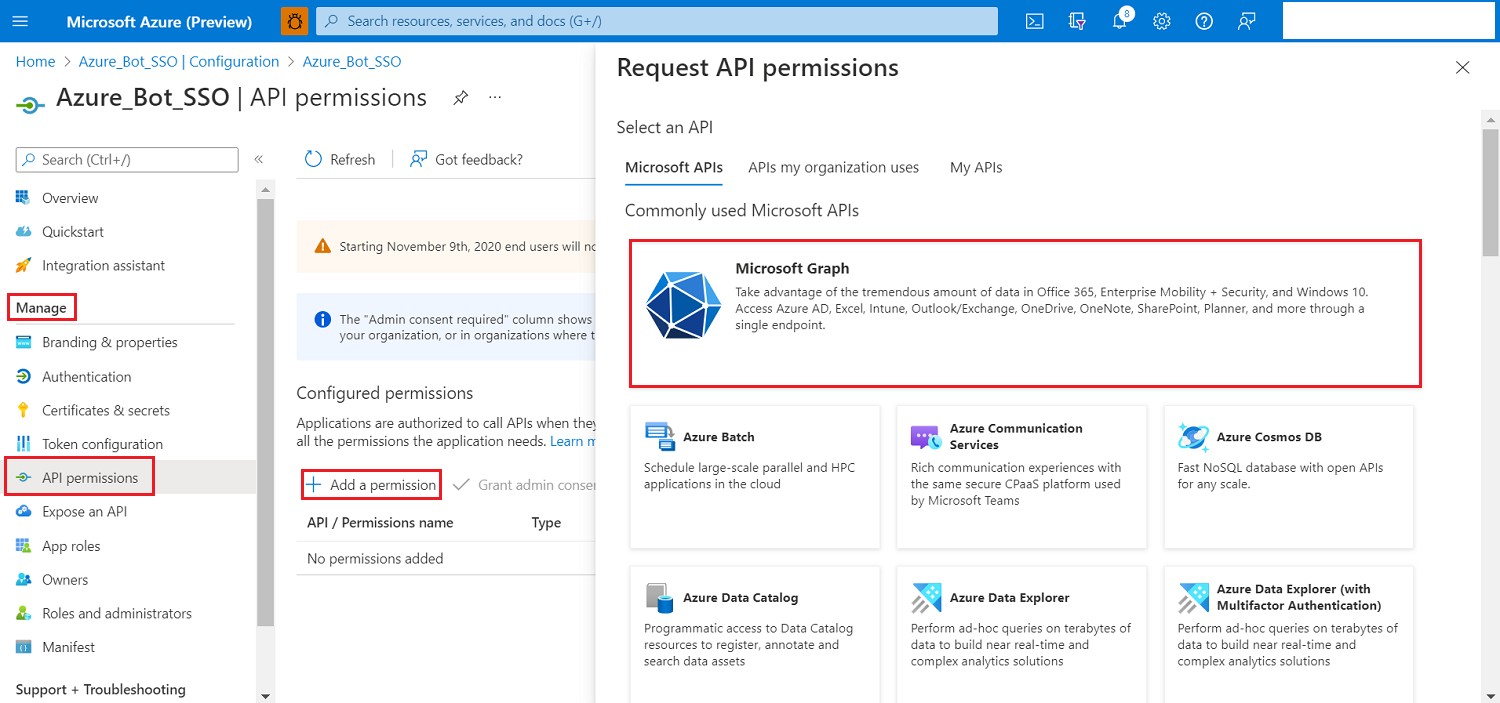 Microsoft Azure (Preview)
Search resources, services, and docs (G+/)
8
Home > Azure_Bot_SSO | Configuration > Azure_Bot_SSO
Azure_Bot_SSO | API permissions
...
Search (Ctrl+/)
«
Overview
Quickstart
Integration assistant
Manage
Branding & properties
Authentication
Certificates & secrets
Token configuration
API permissions
Expose an API
App roles
Owners
Roles and administrators
Manifest
Support + Troubleshooting
Refresh
Got feedback?
Starting November 9th, 2020 end users will no
The "Admin consent required" column shows
your organization, or in organizations where t
Configured permissions
Applications are authorized to call APIs when they
all the permissions the application needs. Learn m
Add a permission
Grant admin conse
API / Permissions name
Type
No permissions added
Request API permissions
Select an API
Microsoft APIs
APIs my organization uses
My APIs
Commonly used Microsoft APIs
Microsoft Graph
Take advantage of the tremendous amount of data in Office 365, Enterprise Mobility + Security, and Windows 10.
Access Azure AD, Excel, Intune, Outlook/Exchange, OneDrive, OneNote, SharePoint, Planner, and more through a
single endpoint.
Azure Batch
Schedule large-scale parallel and HPC
applications in the cloud
Azure Communication
Services
Rich communication experiences with
the same secure CPaaS platform used
by Microsoft Teams
Azure Cosmos DB
Fast NoSQL database with open APIs
for any scale.
Azure Data Catalog
Programmatic access to Data Catalog
resources to register, annotate and
search data assets
Azure Data Explorer
Perform ad-hoc queries on terabytes of
data to build near real-time and
complex analytics solutions
Azure Data Explorer (with
Multifactor Authentication)
Perform ad-hoc queries on terabytes of
data to build near real-time and
complex analytics solutions